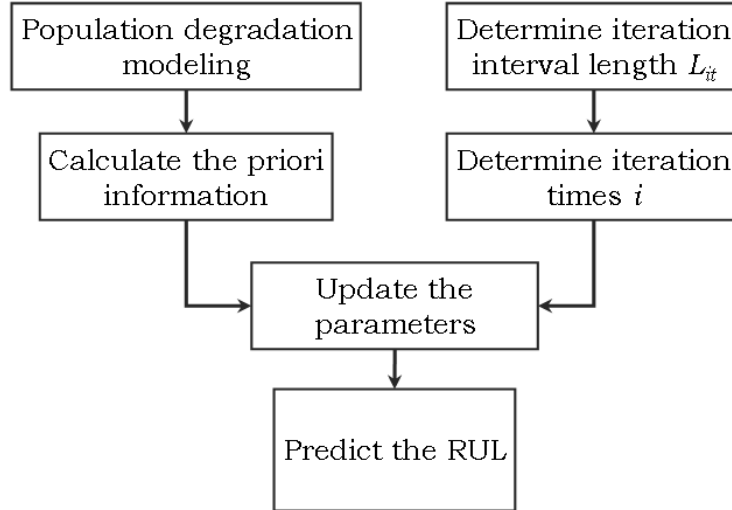 Population degradation
modeling
Determine iteration
interval length L_it
Calculate the priori
information
Determine iteration
times i
Update the
parameters
Predict the RUL